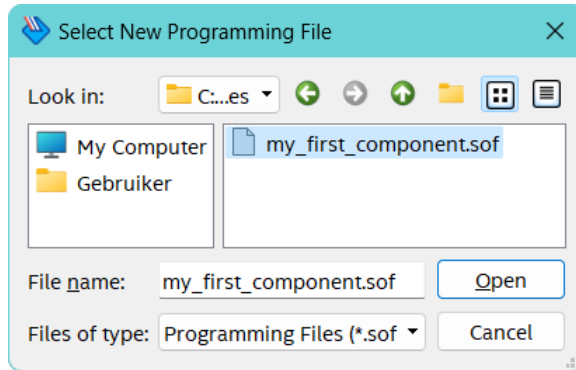 Select New Programming File
Look in: C:...es
My Computer
Gebruiker
my_first_component.sof
File name: my_first_component.sof Open
Files of type: Programming Files (*.sof Cancel